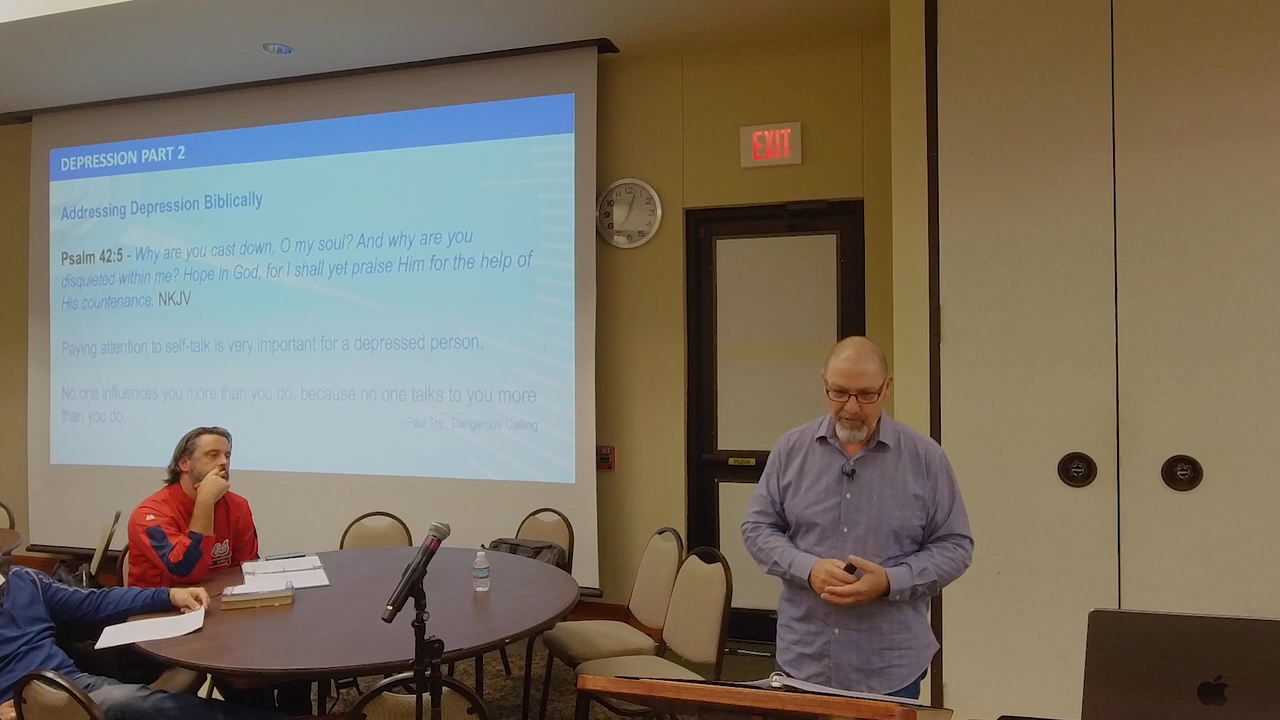 DEPRESSION PART 2
Addressing Depression Biblically
Psalm 42:5 - Why are you cast down, O my soul? And why are you
disquieted within me? Hope in God, for I shall yet praise Him for the help of
His countenance. NKJV
Paying attention to self-talk is very important for a depressed person.
No one influences you more than you do, because no one talks to you more
than you do.
– Paul Trip, Dangerous Calling
EXIT
PUSH